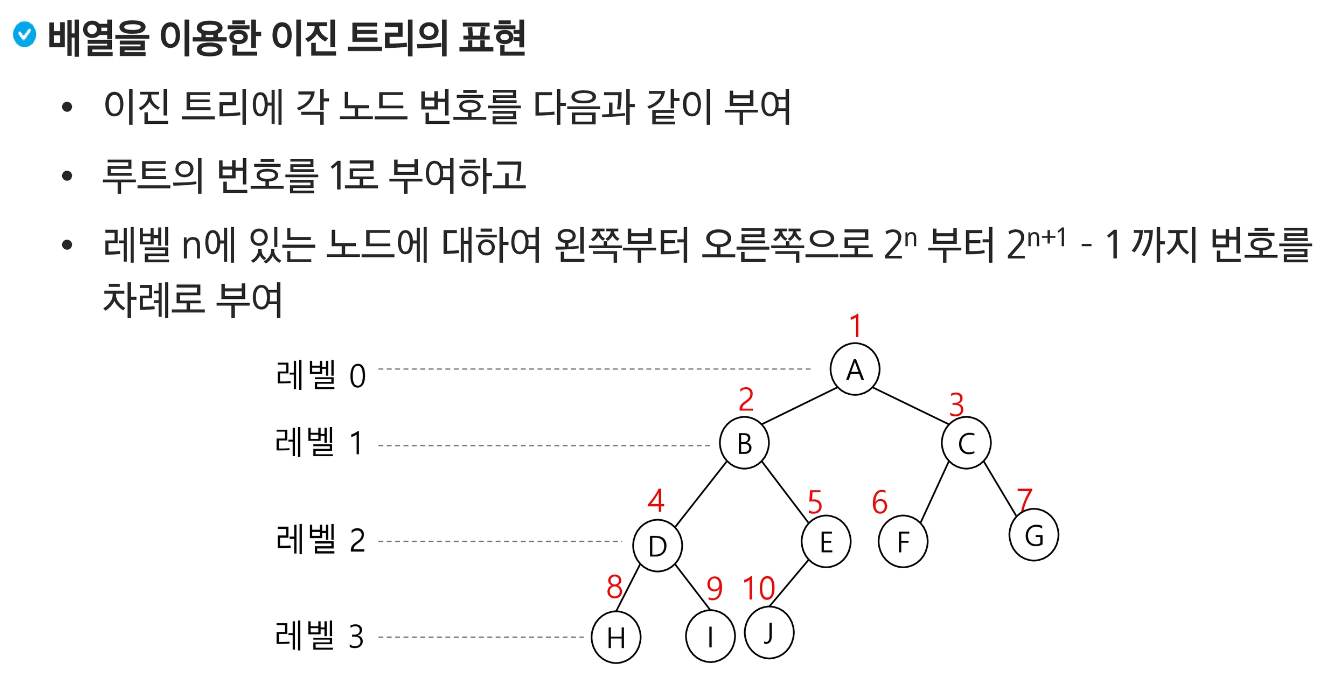 배열을 이용한 이진 트리의 표현
• 이진 트리에 각 노드 번호를 다음과 같이 부여
• 루트의 번호를 1로 부여하고
• 레벨 n에 있는 노드에 대하여 왼쪽부터 오른쪽으로 2ⁿ 부터 2ⁿ⁺¹ - 1 까지 번호를
차례로 부여
1
레벨 0 A
2 3
레벨 1 B C
4 5 6 7
레벨 2 D E F G
8 9 10
레벨 3 H I J